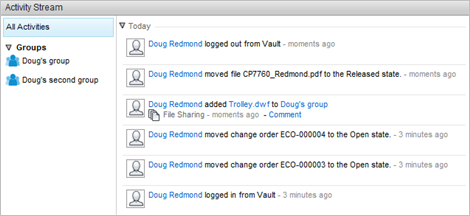 Activity Stream
All Activities
Groups
Doug's group
Doug's second group
Today
Doug Redmond logged out from Vault - moments ago
Doug Redmond moved file CP7760_Redmond.pdf to the Released state. - moments ago
Doug Redmond added Trolley.dwf to Doug's group
File Sharing - moments ago - Comment
Doug Redmond moved change order ECO-000004 to the Open state. - 3 minutes ago
Doug Redmond moved change order ECO-000003 to the Open state. - 3 minutes ago
Doug Redmond logged in from Vault - 3 minutes ago